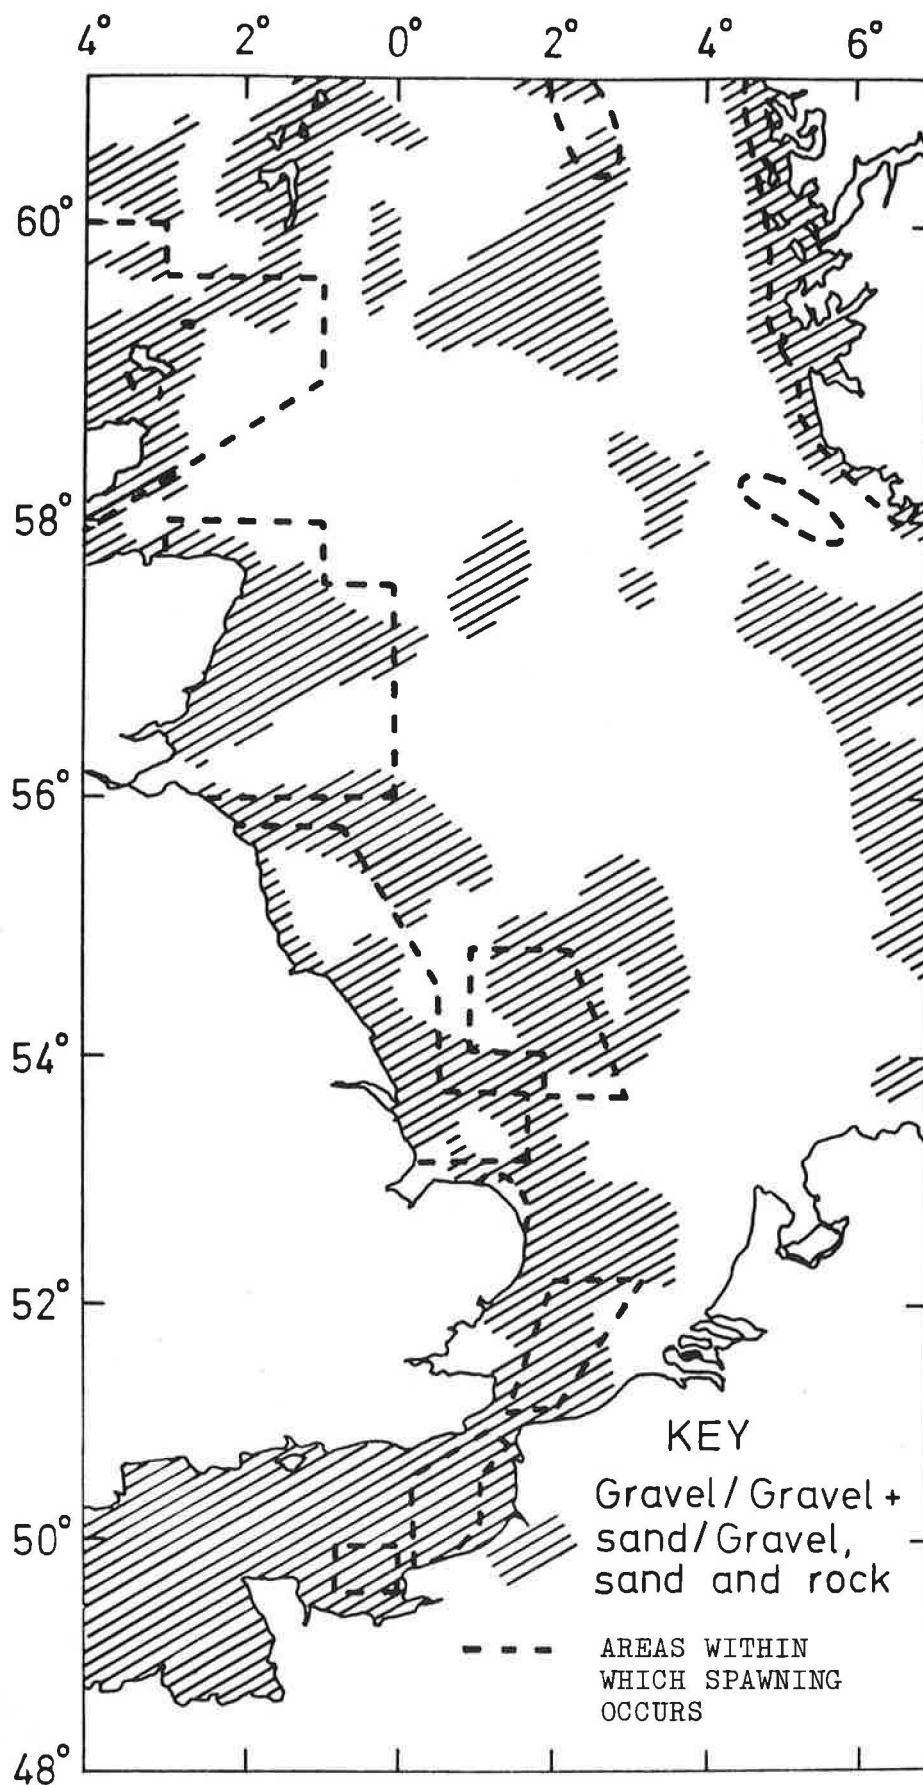 4° 2° 0° 2° 4° 6°
60°
58°
56°
54°
52°
50°
48°
KEY
Gravel/Gravel +
sand/Gravel,
sand and rock
AREAS WITHIN
WHICH SPAWNING
OCCURS